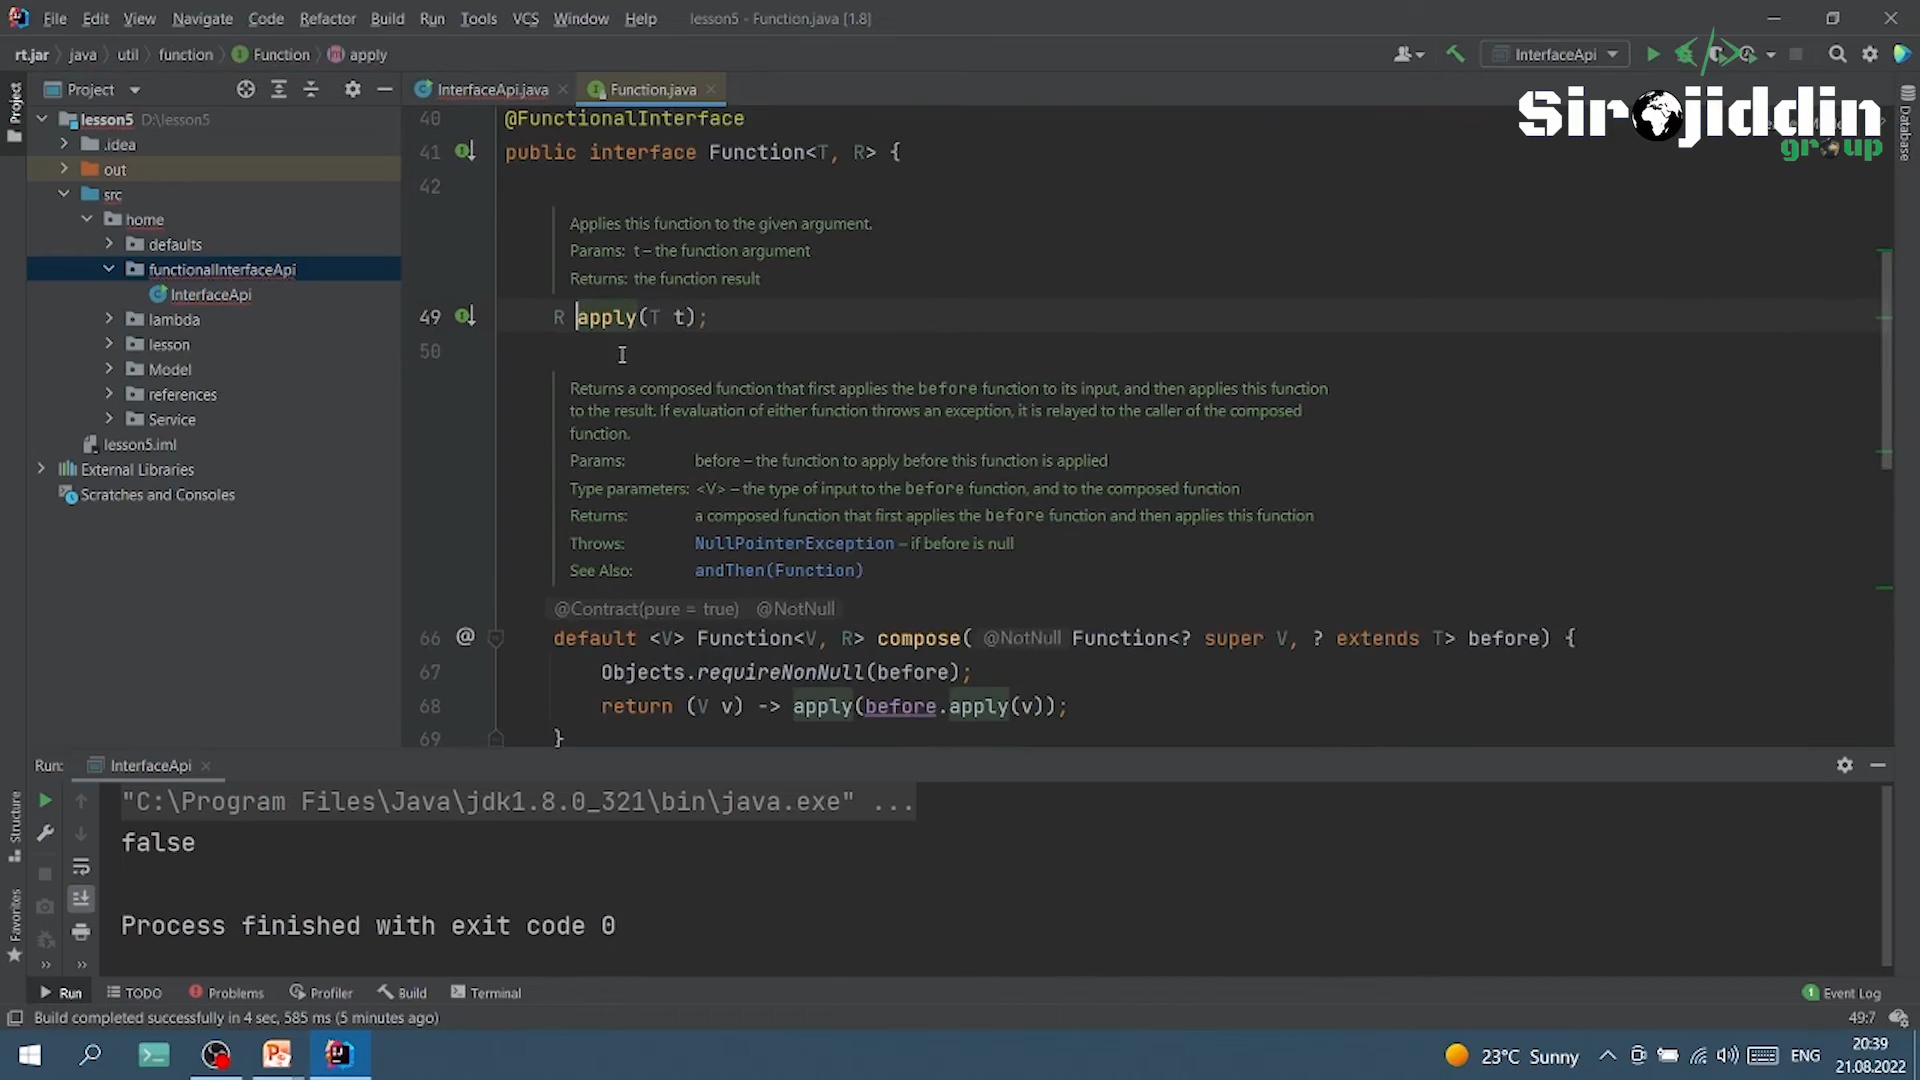 File Edit View Navigate Code Refactor Build Run Tools VCS Window Help lesson5 - Function.java [1.8]
rt.jar java util function Function apply InterfaceApi
Project InterfaceApi.java Function.java
Sirojiddin
group
Project
Database
lesson5 D:\lesson5
.idea
out
src
home
defaults
functionalInterfaceApi
InterfaceApi
lambda
lesson
Model
references
Service
lesson5.iml
External Libraries
Scratches and Consoles
40 @FunctionalInterface
41 public interface Function<T, R> {
42
Applies this function to the given argument.
Params: t – the function argument
Returns: the function result
49 R apply(T t);
50
Returns a composed function that first applies the before function to its input, and then applies this function
to the result. If evaluation of either function throws an exception, it is relayed to the caller of the composed
function.
Params: before – the function to apply before this function is applied
Type parameters: <V> – the type of input to the before function, and to the composed function
Returns: a composed function that first applies the before function and then applies this function
Throws: NullPointerException – if before is null
See Also: andThen(Function)
@Contract(pure = true) @NotNull
66 @ default <V> Function<V, R> compose( @NotNull Function<? super V, ? extends T> before) {
67 Objects.requireNonNull(before);
68 return (V v) -> apply(before.apply(v));
69 }
Run: InterfaceApi
"C:\Program Files\Java\jdk1.8.0_321\bin\java.exe" ...
false
Process finished with exit code 0
Structure
Favorites
Run TODO Problems Profiler Build Terminal 1 Event Log
Build completed successfully in 4 sec, 585 ms (5 minutes ago) 49:7
23°C Sunny ENG 20:39
21.08.2022